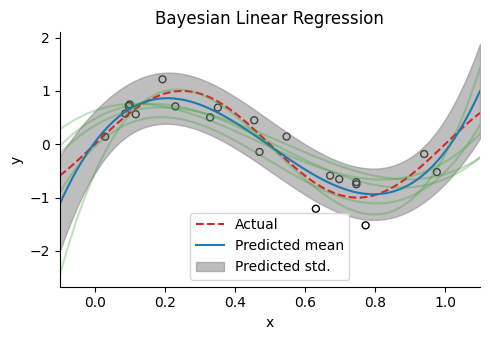 Bayesian Linear Regression
y
2
1
0
−1
−2
Actual
Predicted mean
Predicted std.
0.0 0.2 0.4 0.6 0.8 1.0
x